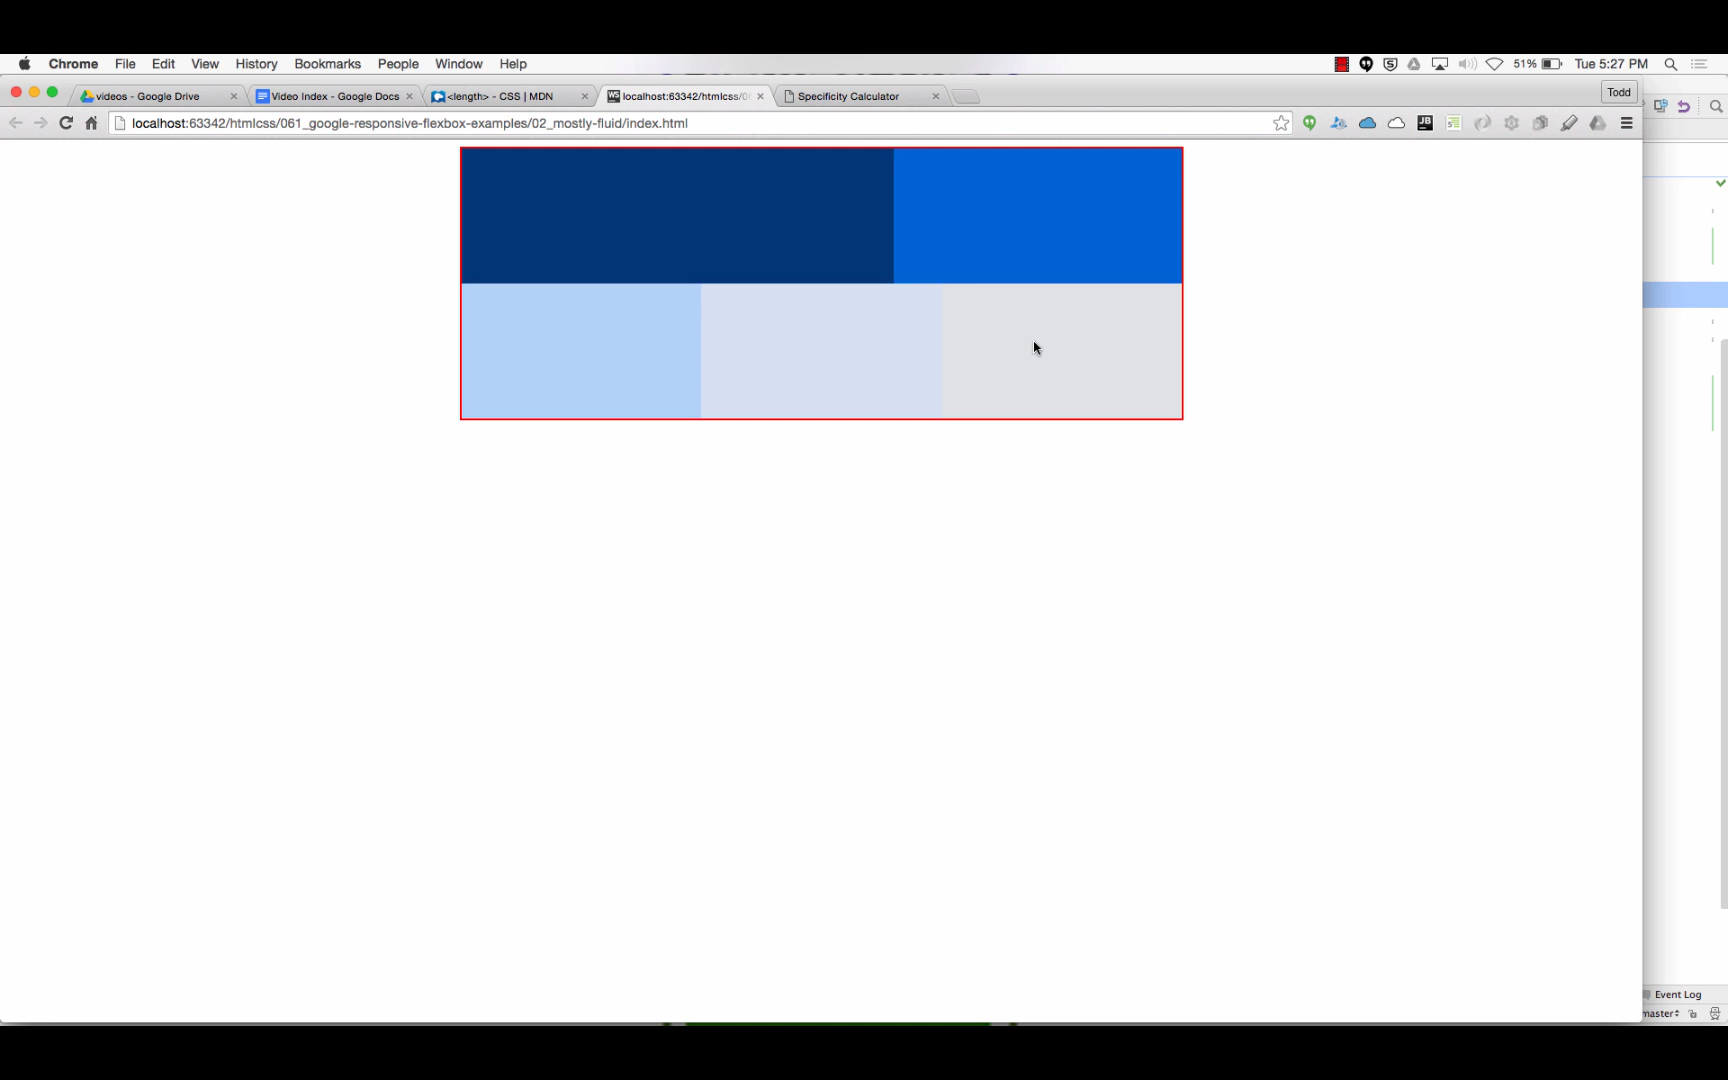 Chrome File Edit View History Bookmarks People Window Help 51% Tue 5:27 PM
videos - Google Drive Video Index - Google Docs <length> - CSS | MDN localhost:63342/htmlcss/0 Specificity Calculator Todd
localhost:63342/htmlcss/061_google-responsive-flexbox-examples/02_mostly-fluid/index.html
Event Log
master